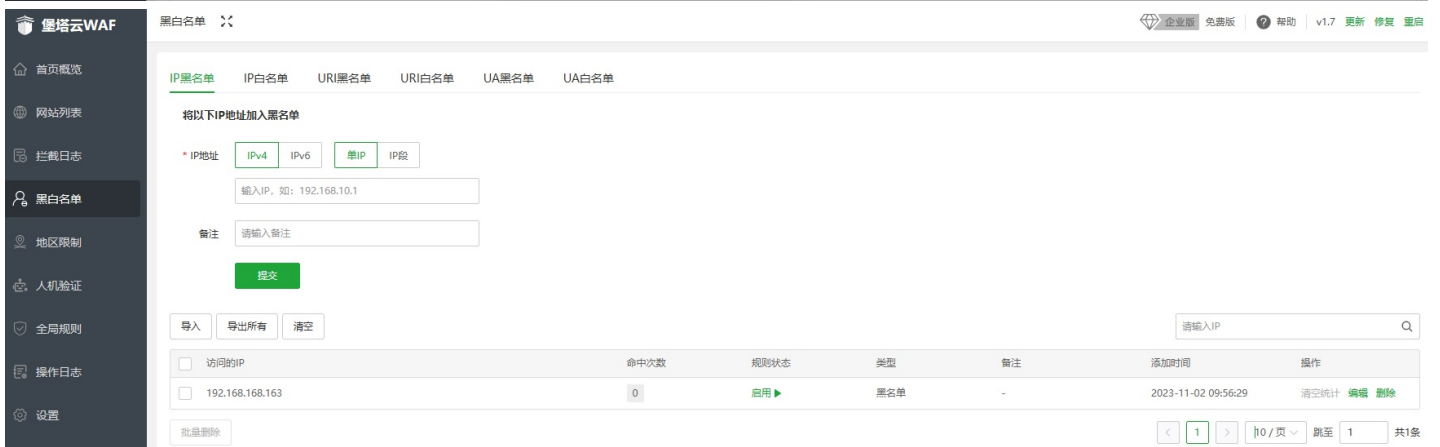 堡塔云WAF
黑白名单
企业版 免费版 帮助 v1.7 更新 修复 重启
首页概览
网站列表
拦截日志
黑白名单
地区限制
人机验证
全局规则
操作日志
设置
IP黑名单 IP白名单 URI黑名单 URI白名单 UA黑名单 UA白名单
将以下IP地址加入黑名单
* IP地址 IPv4 IPv6 单IP IP段
输入IP, 如: 192.168.10.1
备注 请输入备注
提交
导入 导出所有 清空 请输入IP
访问的IP 命中次数 规则状态 类型 备注 添加时间 操作
192.168.168.163 0 启用 黑名单 - 2023-11-02 09:56:29 清空统计 编辑 删除
批量删除 < 1 > 10 / 页 跳至 1 共1条